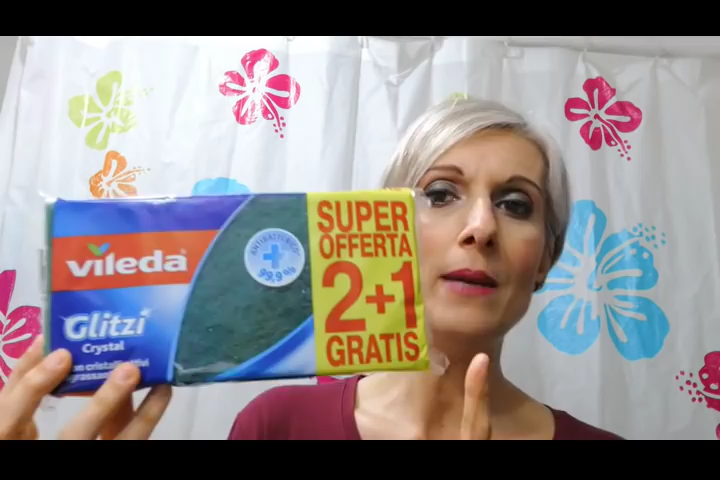 vileda
Glitzi
Crystal
ANTIBATTERICO
99,9%
SUPER
OFFERTA
2+1
GRATIS